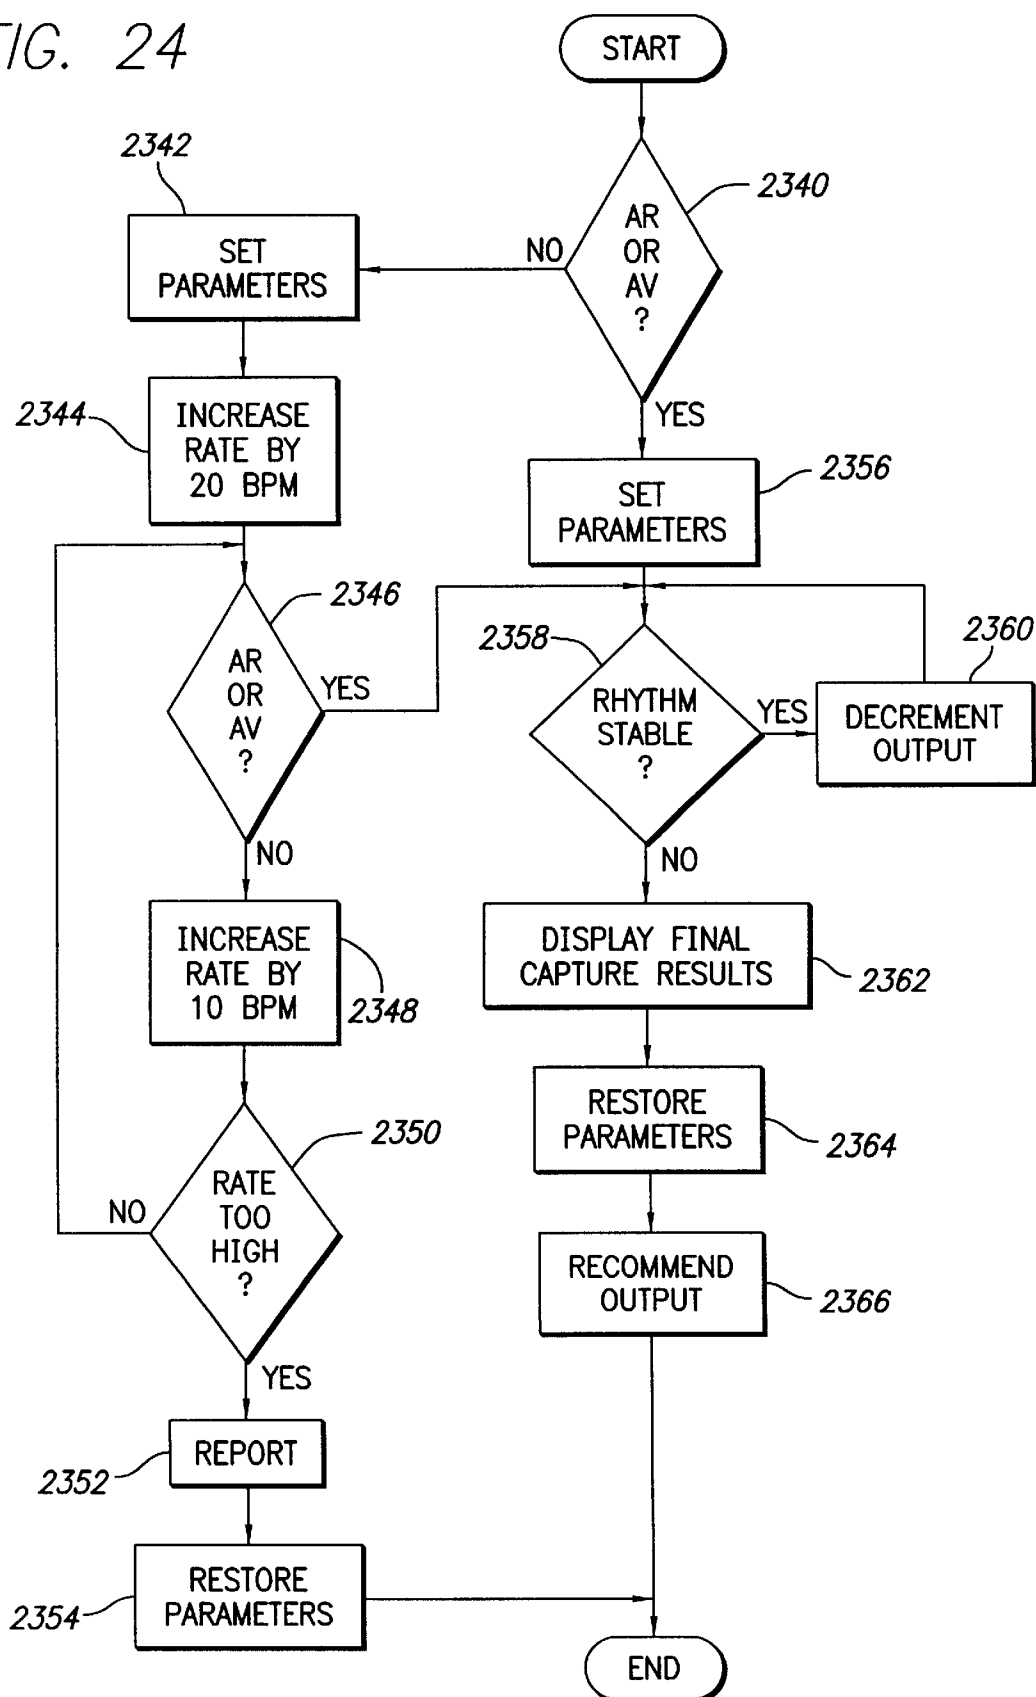 FIG. 24
START
2342
2340
AR
OR
AV
?
NO
SET
PARAMETERS
YES
2344
INCREASE
RATE BY
20 BPM
2356
SET
PARAMETERS
2346
AR
OR
AV
?
YES
2358
RHYTHM
STABLE
?
YES
2360
DECREMENT
OUTPUT
NO
NO
INCREASE
RATE BY
10 BPM
2348
DISPLAY FINAL
CAPTURE RESULTS
2362
2350
RATE
TOO
HIGH
?
NO
RESTORE
PARAMETERS
2364
RECOMMEND
OUTPUT
2366
YES
REPORT
2352
RESTORE
PARAMETERS
2354
END